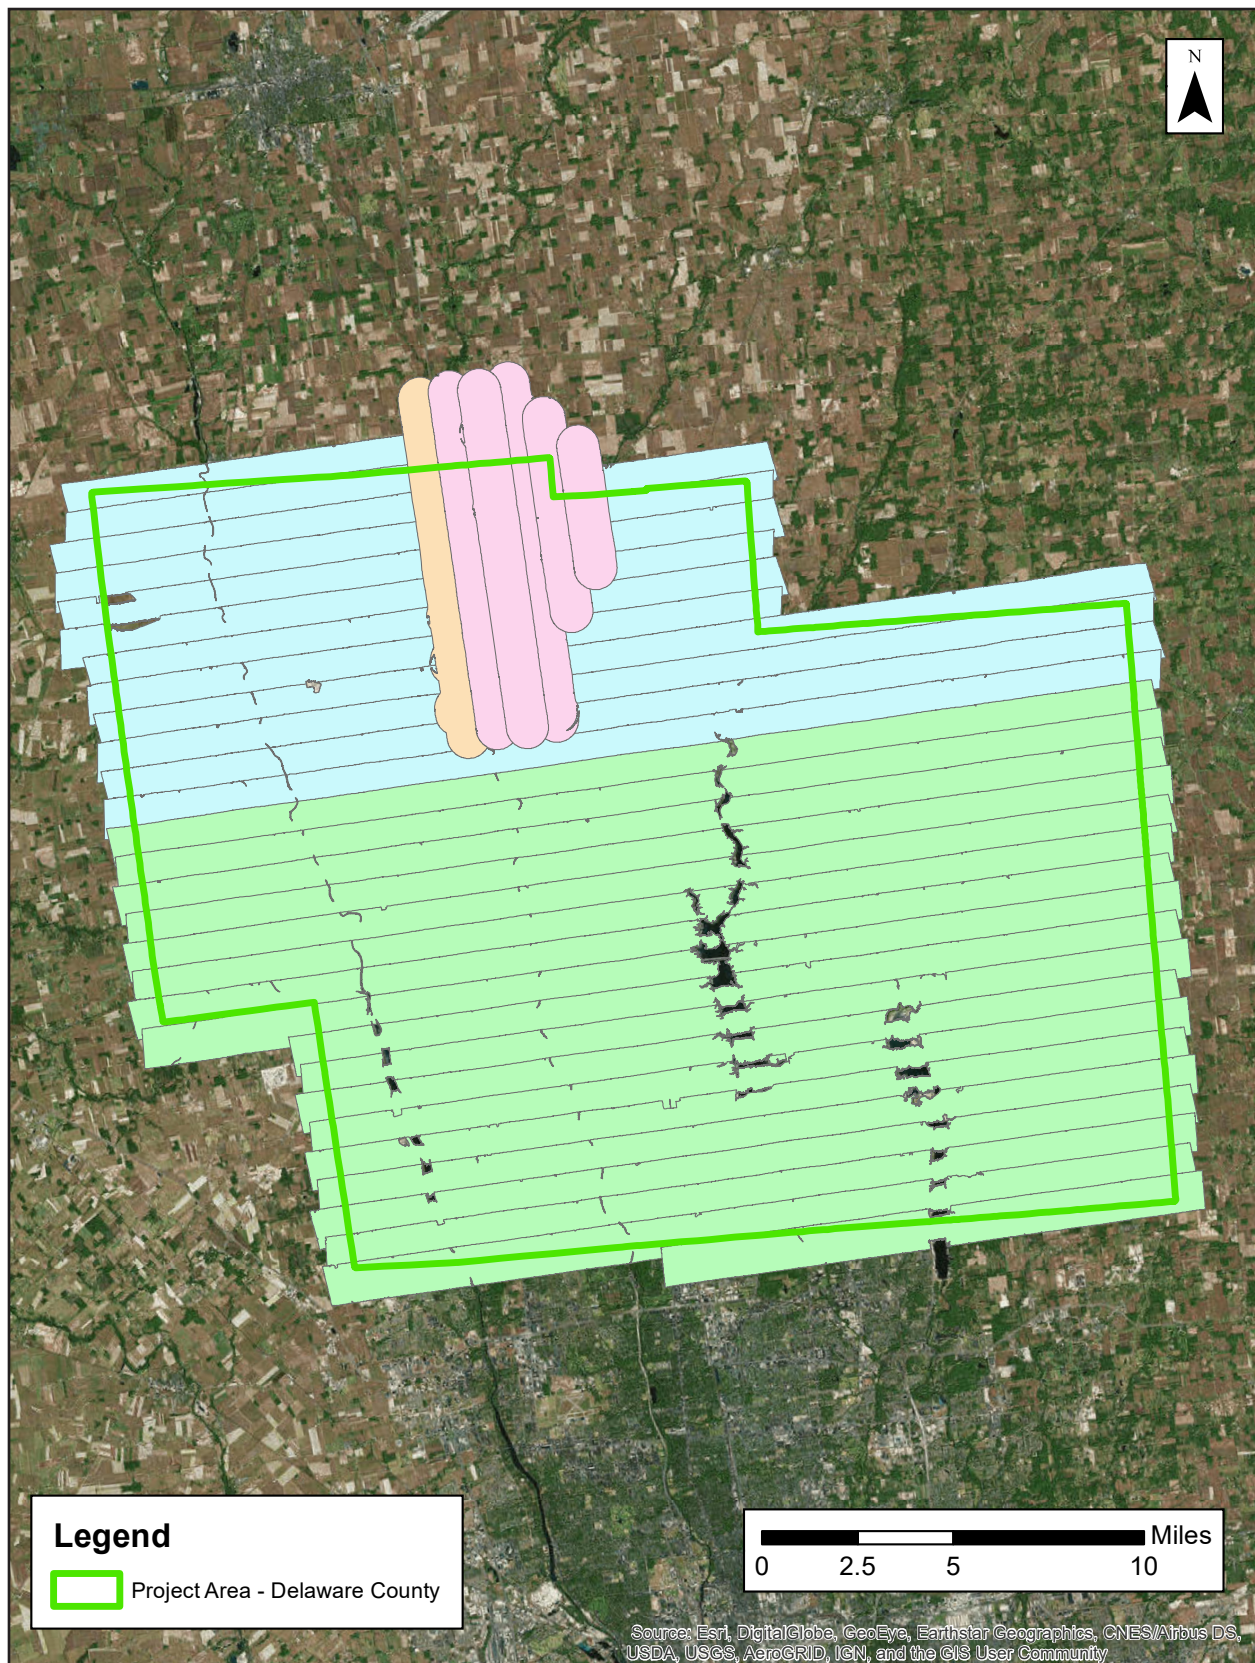 N
Legend
Project Area - Delaware County
Miles
0 2.5 5 10
Source: Esri, DigitalGlobe, GeoEye, Earthstar Geographics, CNES/Airbus DS,
USDA, USGS, AeroGRID, IGN, and the GIS User Community